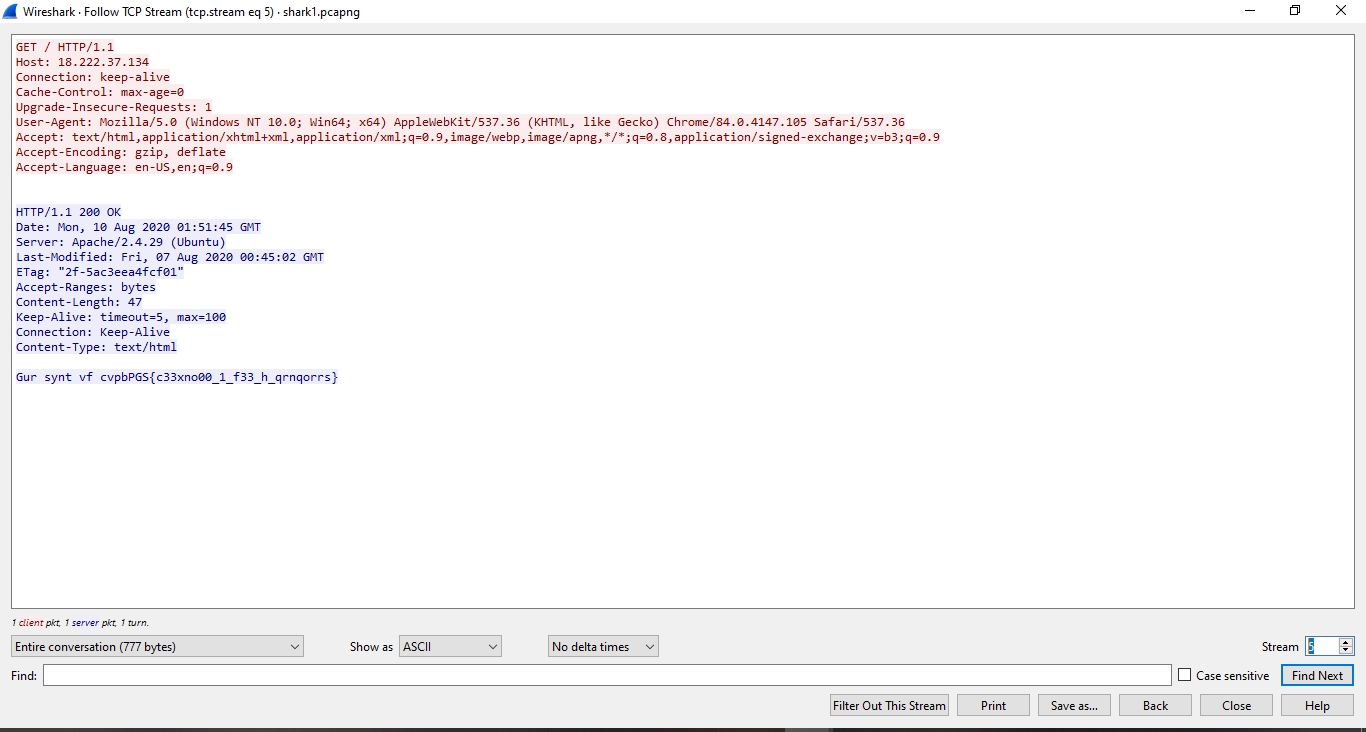 Wireshark · Follow TCP Stream (tcp.stream eq 5) · shark1.pcapng
GET / HTTP/1.1
Host: 18.222.37.134
Connection: keep-alive
Cache-Control: max-age=0
Upgrade-Insecure-Requests: 1
User-Agent: Mozilla/5.0 (Windows NT 10.0; Win64; x64) AppleWebKit/537.36 (KHTML, like Gecko) Chrome/84.0.4147.105 Safari/537.36
Accept: text/html,application/xhtml+xml,application/xml;q=0.9,image/webp,image/apng,*/*;q=0.8,application/signed-exchange;v=b3;q=0.9
Accept-Encoding: gzip, deflate
Accept-Language: en-US,en;q=0.9
HTTP/1.1 200 OK
Date: Mon, 10 Aug 2020 01:51:45 GMT
Server: Apache/2.4.29 (Ubuntu)
Last-Modified: Fri, 07 Aug 2020 00:45:02 GMT
ETag: "2f-5ac3eea4fcf01"
Accept-Ranges: bytes
Content-Length: 47
Keep-Alive: timeout=5, max=100
Connection: Keep-Alive
Content-Type: text/html
Gur synt vf cvpbPGS{c33xno00_1_f33_h_qrnqorrs}
1 client pkt, 1 server pkt, 1 turn.
Entire conversation (777 bytes) Show as ASCII No delta times Stream 5
Find: Case sensitive Find Next
Filter Out This Stream Print Save as... Back Close Help